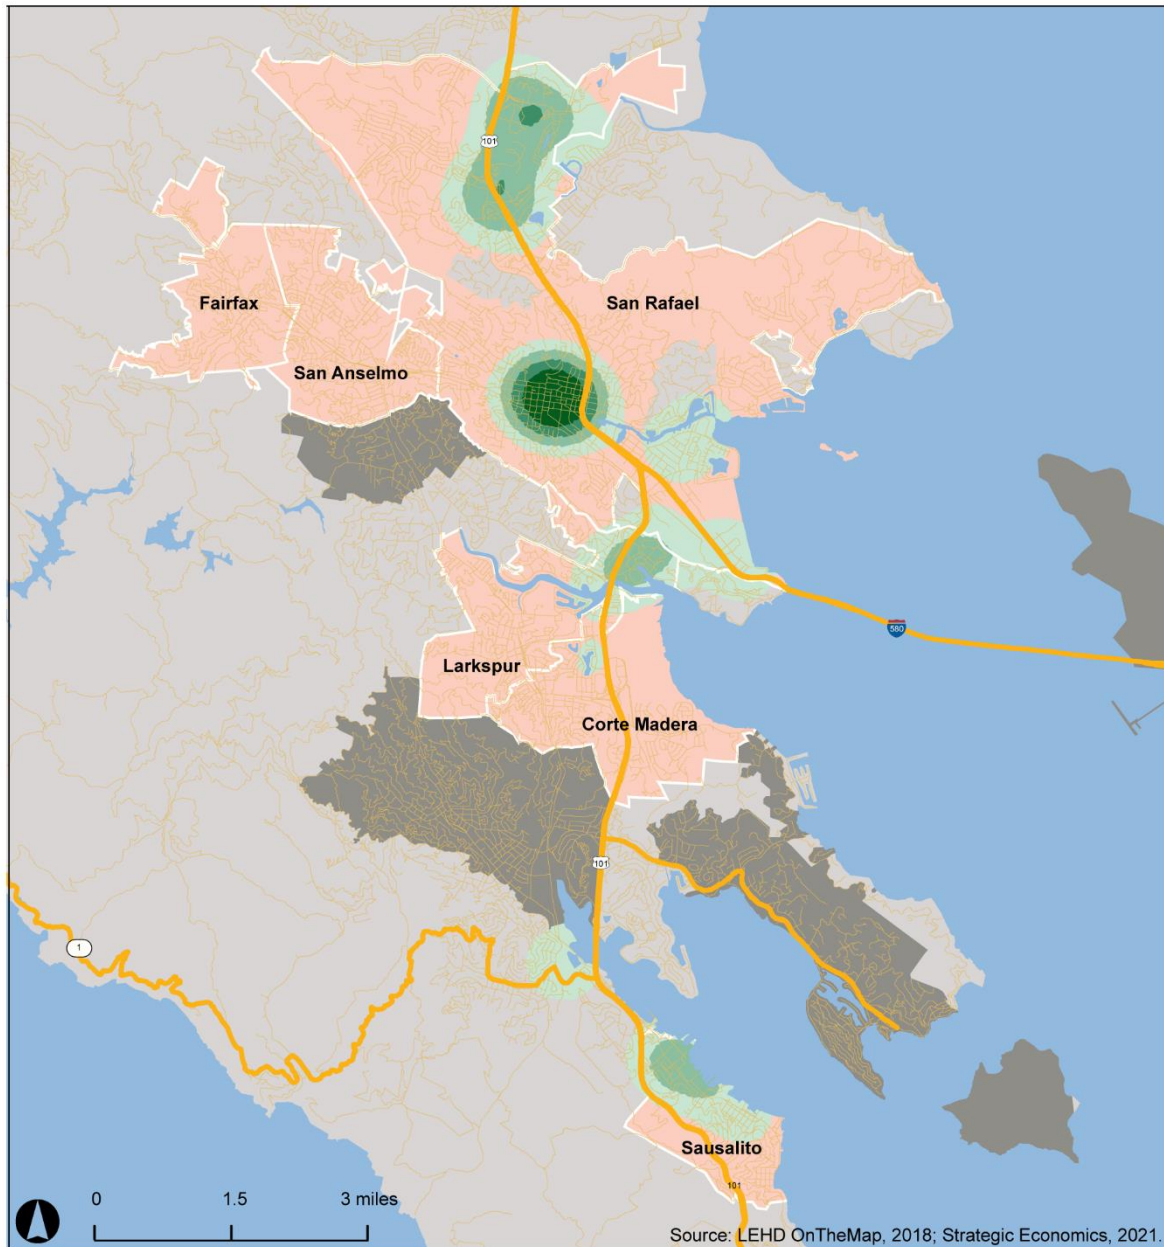 101
Fairfax
San Rafael
San Anselmo
580
Larkspur
Corte Madera
101
1
Sausalito
101
0 1.5 3 miles
Source: LEHD OnTheMap, 2018; Strategic Economics, 2021.